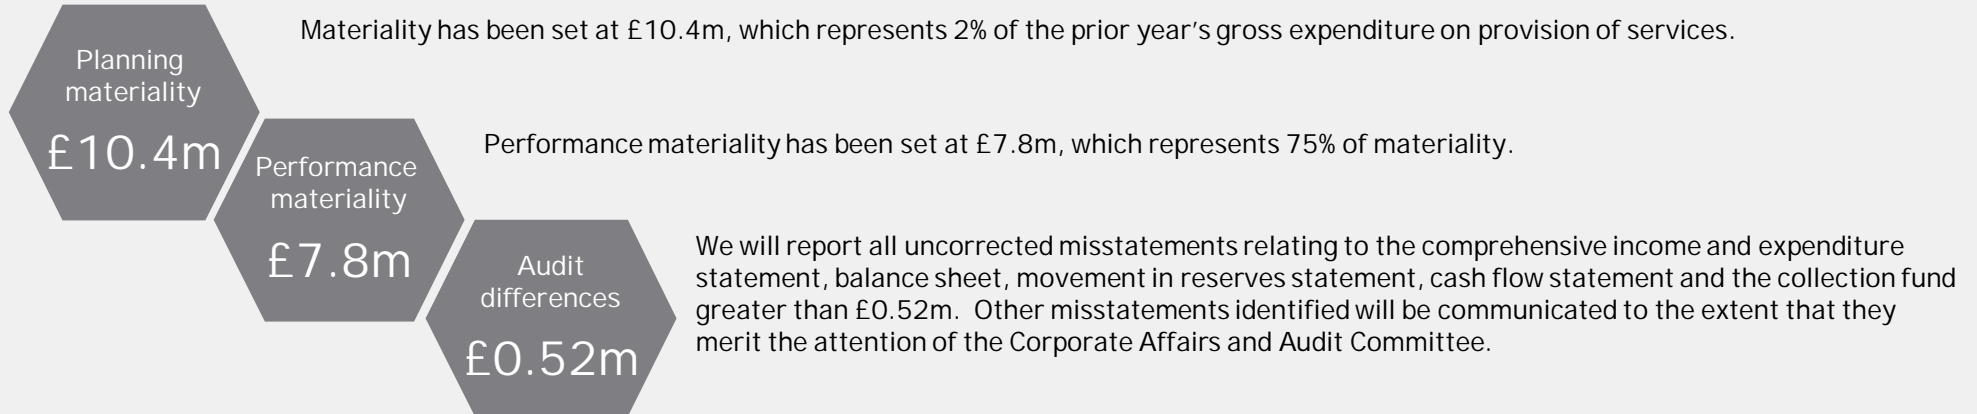 Planning
materiality
£10.4m
Materiality has been set at £10.4m, which represents 2% of the prior year's gross expenditure on provision of services.
Performance
materiality
£7.8m
Performance materiality has been set at £7.8m, which represents 75% of materiality.
Audit
differences
£0.52m
We will report all uncorrected misstatements relating to the comprehensive income and expenditure
statement, balance sheet, movement in reserves statement, cash flow statement and the collection fund
greater than £0.52m.  Other misstatements identified will be communicated to the extent that they
merit the attention of the Corporate Affairs and Audit Committee.